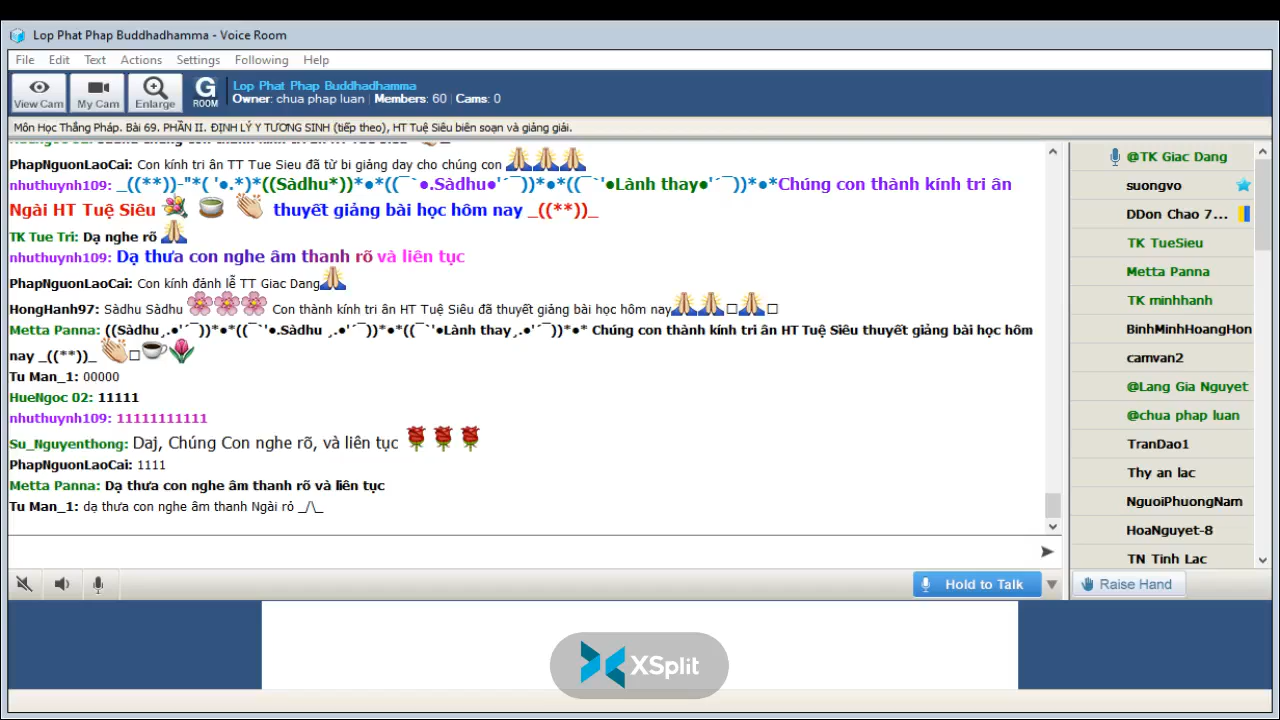 Lop Phat Phap Buddhadhamma - Voice Room
File Edit Text Actions Settings Following Help
View Cam My Cam Enlarge G ROOM
Lop Phat Phap Buddhadhamma
Owner: chua phap luan | Members: 60 | Cams: 0
Môn Học Thắng Pháp. Bài 69. PHẦN II. ĐỊNH LÝ Y TƯƠNG SINH (tiếp theo), HT Tuệ Siêu biên soạn và giảng giải.
PhapNguonLaoCai: Con kính tri ân TT Tue Sieu đã từ bi giảng day cho chúng con 🙏🙏🙏
nhuthuynh109: _((**))-"*( '●.*)*((Sàdhu*))*●*((¯`●.Sàdhu●'´¯))*●*((¯`'●Lành thay●'´¯))*●*Chúng con thành kính tri ân
Ngài HT Tuệ Siêu 💐 🍵 👏 thuyết giảng bài học hôm nay _((**))_
TK Tue Tri: Dạ nghe rõ 🙏
nhuthuynh109: Dạ thưa con nghe âm thanh rõ và liên tục
PhapNguonLaoCai: Con kính đảnh lễ TT Giac Dang🙏
HongHanh97: Sàdhu Sàdhu 🌸🌸🌸 Con thành kính tri ân HT Tuệ Siêu đã thuyết giảng bài học hôm nay🙏🙏□🙏□
Metta Panna: ((Sàdhu¸.●'´¯))*●*((¯`'●.Sàdhu ¸.●'´¯))*●*((¯`'●Lành thay¸.●'´¯))*●* Chúng con thành kính tri ân HT Tuệ Siêu thuyết giảng bài học hôm
nay _((**))_ 👏□☕🌷
Tu Man_1: 00000
HueNgoc 02: 11111
nhuthuynh109: 11111111111
Su_Nguyenthong: Daj, Chúng Con nghe rõ, và liên tục 🌹🌹🌹
PhapNguonLaoCai: 1111
Metta Panna: Dạ thưa con nghe âm thanh rõ và liên tục
Tu Man_1: dạ thưa con nghe âm thanh Ngài rỏ _/\_
@TK Giac Dang
suongvo
DDon Chao 7...
TK TueSieu
Metta Panna
TK minhhanh
BinhMinhHoangHon
camvan2
@Lang Gia Nguyet
@chua phap luan
TranDao1
Thy an lac
NguoiPhuongNam
HoaNguyet-8
TN Tinh Lac
Hold to Talk
Raise Hand
XSplit